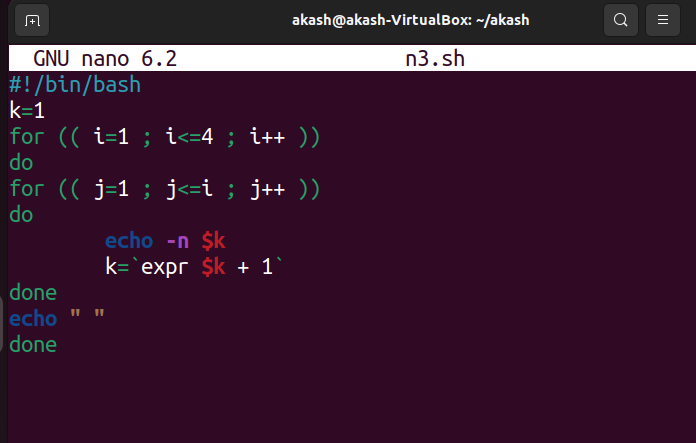 akash@akash-VirtualBox: ~/akash
GNU nano 6.2 n3.sh
#!/bin/bash
k=1
for (( i=1 ; i<=4 ; i++ ))
do
for (( j=1 ; j<=i ; j++ ))
do
        echo -n $k
        k=`expr $k + 1`
done
echo " "
done